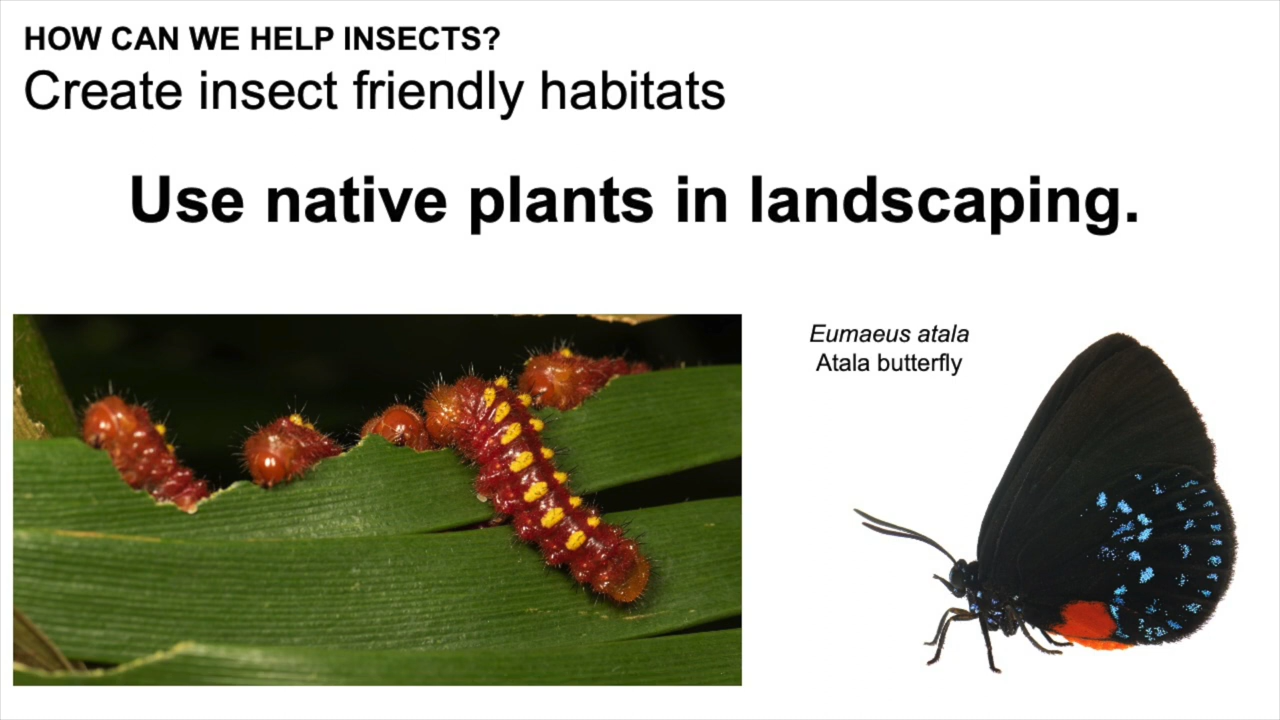 HOW CAN WE HELP INSECTS?
Create insect friendly habitats
Use native plants in landscaping.
Eumaeus atala
Atala butterfly